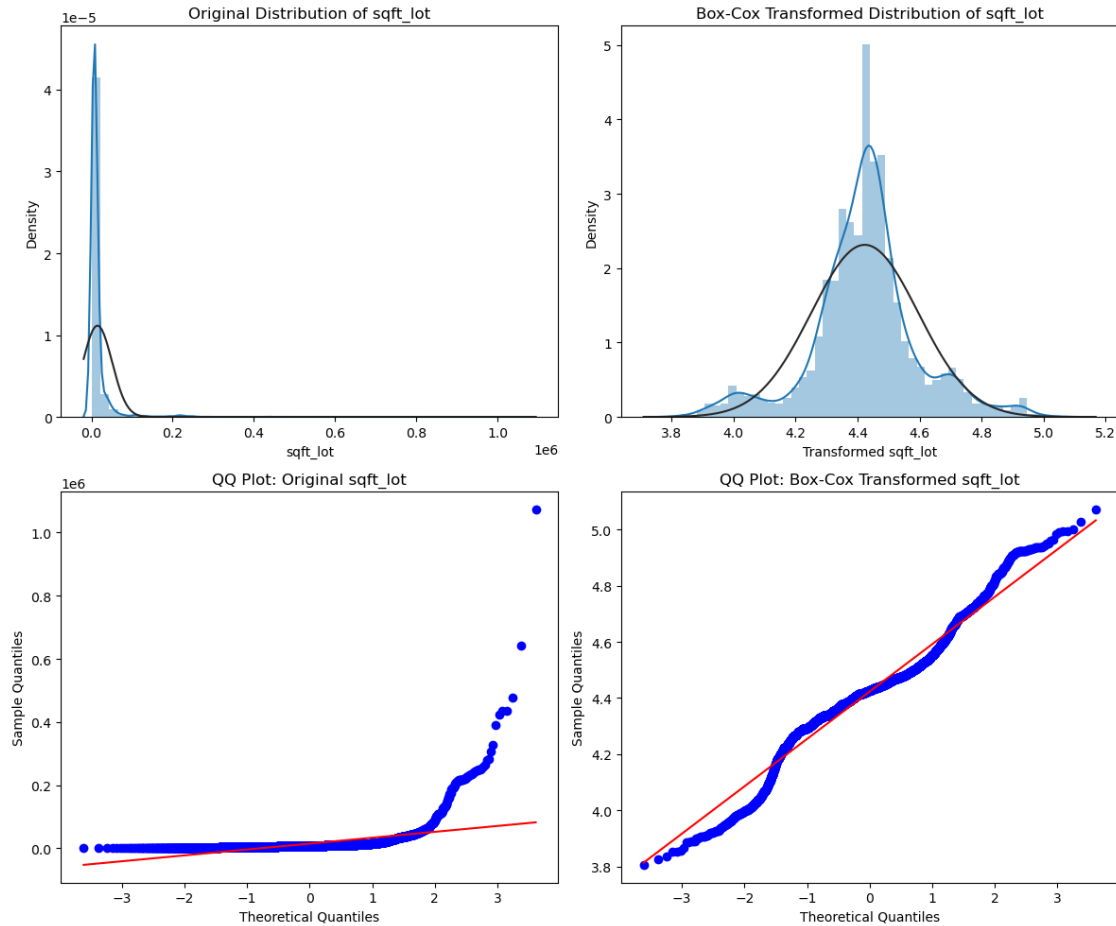 Original Distribution of sqft_lot
1e−5
Density
4
3
2
1
0
0.0 0.2 0.4 0.6 0.8 1.0
sqft_lot
1e6
Box-Cox Transformed Distribution of sqft_lot
Density
5
4
3
2
1
0
3.8 4.0 4.2 4.4 4.6 4.8 5.0 5.2
Transformed sqft_lot
QQ Plot: Original sqft_lot
1e6
Sample Quantiles
1.0
0.8
0.6
0.4
0.2
0.0
−3 −2 −1 0 1 2 3
Theoretical Quantiles
QQ Plot: Box-Cox Transformed sqft_lot
Sample Quantiles
5.0
4.8
4.6
4.4
4.2
4.0
3.8
−3 −2 −1 0 1 2 3
Theoretical Quantiles